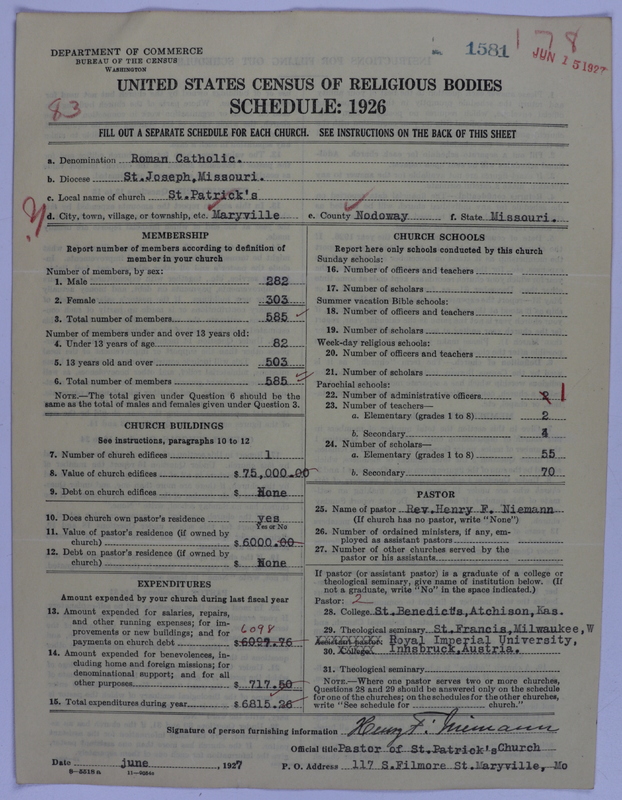 DEPARTMENT OF COMMERCE
BUREAU OF THE CENSUS
WASHINGTON
No. 1581
178
JUN 15 1927
UNITED STATES CENSUS OF RELIGIOUS BODIES
SCHEDULE: 1926
83
FILL OUT A SEPARATE SCHEDULE FOR EACH CHURCH. SEE INSTRUCTIONS ON THE BACK OF THIS SHEET
a. Denomination Roman Catholic.
b. Diocese St.Joseph,Missouri.
c. Local name of church St.Patrick's
d. City, town, village, or township, etc. Maryville e. County Nodoway f. State Missouri.
MEMBERSHIP
Report number of members according to definition of
member in your church
Number of members, by sex:
1. Male 282
2. Female 303
3. Total number of members 585
Number of members under and over 13 years old:
4. Under 13 years of age 82
5. 13 years old and over 503
6. Total number of members 585
NOTE.—The total given under Question 6 should be the
same as the total of males and females given under Question 3.
CHURCH BUILDINGS
See instructions, paragraphs 10 to 12
7. Number of church edifices 1
8. Value of church edifices $ 75,000.00
9. Debt on church edifices $ None
10. Does church own pastor's residence yes
Yes or No
11. Value of pastor's residence (if owned by
church) $ 6000.00
12. Debt on pastor's residence (if owned by
church) $ None
EXPENDITURES
Amount expended by your church during last fiscal year
13. Amount expended for salaries, repairs,
and other running expenses; for im-
provements or new buildings; and for
payments on church debt $ 6097.76
6098
14. Amount expended for benevolences, in-
cluding home and foreign missions; for
denominational support; and for all
other purposes $ 717.50
15. Total expenditures during year $ 6815.26
CHURCH SCHOOLS
Report here only schools conducted by this church
Sunday schools:
16. Number of officers and teachers
17. Number of scholars
Summer vacation Bible schools:
18. Number of officers and teachers
19. Number of scholars
Week-day religious schools:
20. Number of officers and teachers
21. Number of scholars
Parochial schools:
22. Number of administrative officers 1
23. Number of teachers—
a. Elementary (grades 1 to 8) 2
b. Secondary 4
24. Number of scholars—
a. Elementary (grades 1 to 8) 55
b. Secondary 70
PASTOR
25. Name of pastor Rev.Henry F. Niemann
(If church has no pastor, write "None")
26. Number of ordained ministers, if any, em-
ployed as assistant pastors
27. Number of other churches served by the
pastor or his assistants
If pastor (or assistant pastor) is a graduate of a college or
theological seminary, give name of institution below. (If
not a graduate, write "No" in the space indicated.)
Pastor: 2
28. College St.Benedicts,Atchison,Kas.
29. Theological seminary St.Francis,Milwaukee,W
Assistant pastor: Royal Imperial University,
30. College Innsbruck,Austria.
31. Theological seminary
NOTE.—Where one pastor serves two or more churches,
Questions 28 and 29 should be answered only on the schedule
for one of the churches; on the schedules for the other churches,
write "See schedule for church."
Signature of person furnishing information Henry F. Niemann
Official title Pastor of St.Patrick's Church
Date june, 1927 P. O. Address 117 S.Filmore St.Maryville, Mo
8—5518a 11—9264